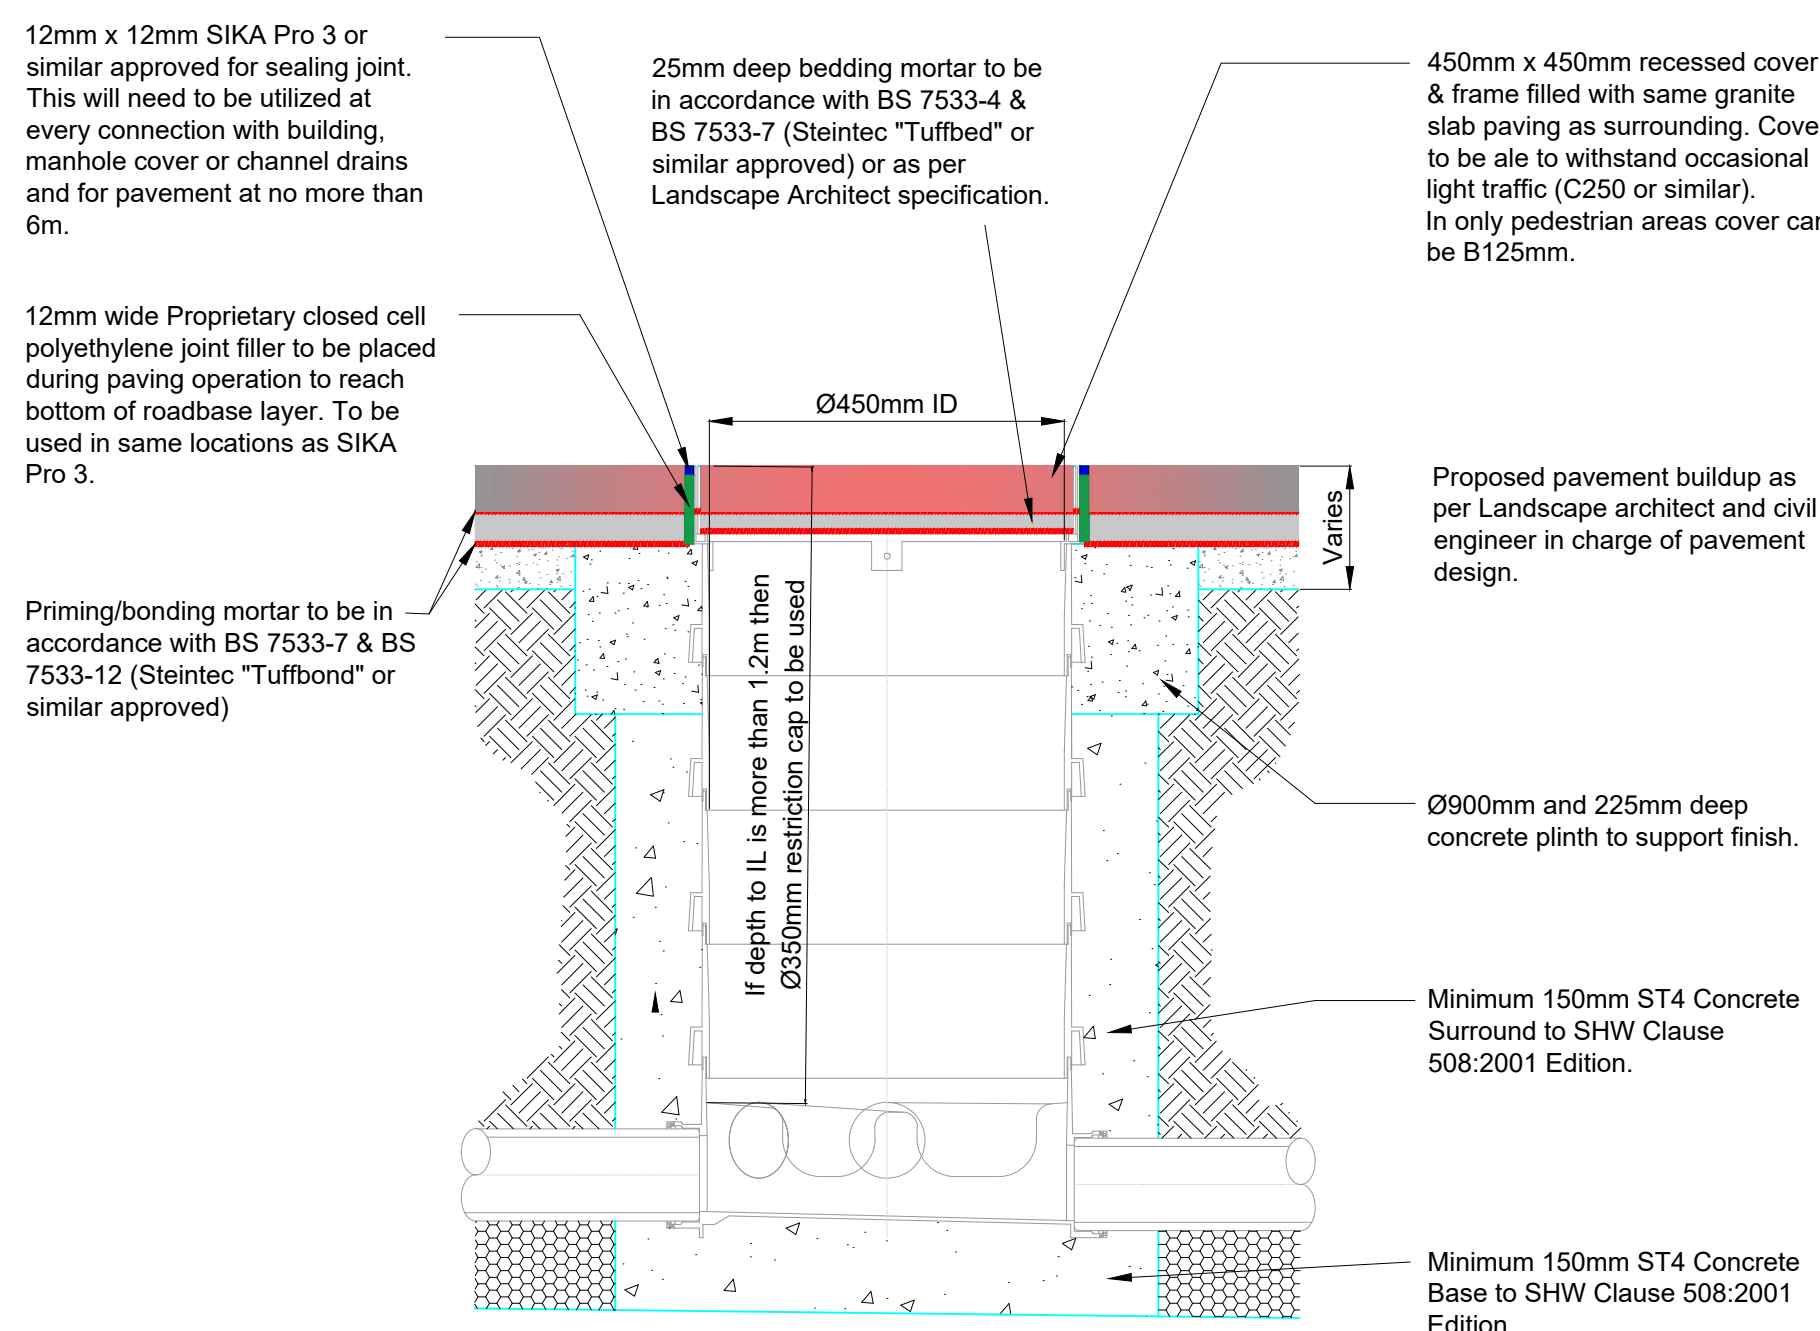 12mm x 12mm SIKA Pro 3 or
similar approved for sealing joint.
This will need to be utilized at
every connection with building,
manhole cover or channel drains
and for pavement at no more than
6m.
25mm deep bedding mortar to be
in accordance with BS 7533-4 &
BS 7533-7 (Steintec "Tuffbed" or
similar approved) or as per
Landscape Architect specification.
450mm x 450mm recessed cover
& frame filled with same granite
slab paving as surrounding. Cove
to be ale to withstand occasional
light traffic (C250 or similar).
In only pedestrian areas cover can
be B125mm.
12mm wide Proprietary closed cell
polyethylene joint filler to be placed
during paving operation to reach
bottom of roadbase layer. To be
used in same locations as SIKA
Pro 3.
Ø450mm ID
Varies
Proposed pavement buildup as
per Landscape architect and civil
engineer in charge of pavement
design.
Priming/bonding mortar to be in
accordance with BS 7533-7 & BS
7533-12 (Steintec "Tuffbond" or
similar approved)
If depth to IL is more than 1.2m then
Ø350mm restriction cap to be used
Ø900mm and 225mm deep
concrete plinth to support finish.
Minimum 150mm ST4 Concrete
Surround to SHW Clause
508:2001 Edition.
Minimum 150mm ST4 Concrete
Base to SHW Clause 508:2001
Edition